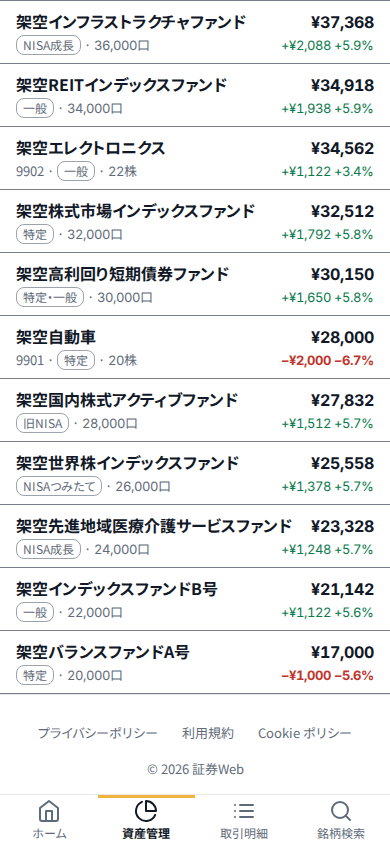 架空インフラストラクチャファンド ¥37,368
NISA成長 · 36,000口 +¥2,088 +5.9%
架空REITインデックスファンド ¥34,918
一般 · 34,000口 +¥1,938 +5.9%
架空エレクトロニクス ¥34,562
9902 · 一般 · 22株 +¥1,122 +3.4%
架空株式市場インデックスファンド ¥32,512
特定 · 32,000口 +¥1,792 +5.8%
架空高利回り短期債券ファンド ¥30,150
特定・一般 · 30,000口 +¥1,650 +5.8%
架空自動車 ¥28,000
9901 · 特定 · 20株 −¥2,000 −6.7%
架空国内株式アクティブファンド ¥27,832
旧NISA · 28,000口 +¥1,512 +5.7%
架空世界株インデックスファンド ¥25,558
NISAつみたて · 26,000口 +¥1,378 +5.7%
架空先進地域医療介護サービスファンド ¥23,328
NISA成長 · 24,000口 +¥1,248 +5.7%
架空インデックスファンドB号 ¥21,142
一般 · 22,000口 +¥1,122 +5.6%
架空バランスファンドA号 ¥17,000
特定 · 20,000口 −¥1,000 −5.6%
プライバシーポリシー 利用規約 Cookie ポリシー
© 2026 証券Web
ホーム 資産管理 取引明細 銘柄検索